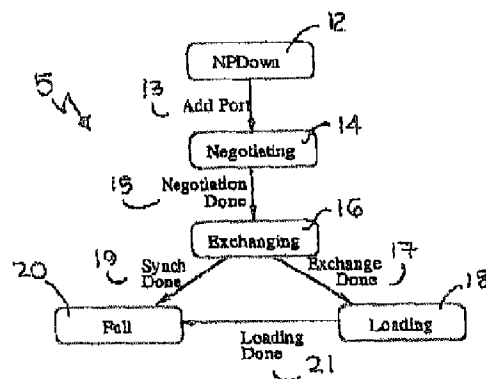 12
NPDown
5
13
Add Port
14
Negotiating
15
Negotiation
Done
16
Exchanging
19
Synch
Done
Exchange
Done
17
20
18
Full
Loading
Loading
Done
21